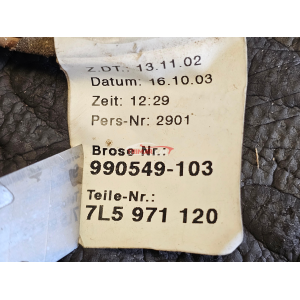 Z.DT.: 13.11.02
Datum: 16.10.03
Zeit: 12:29
Pers-Nr: 2901
Brose Nr.:
990549-103
Teile-Nr.:
7L5 971 120